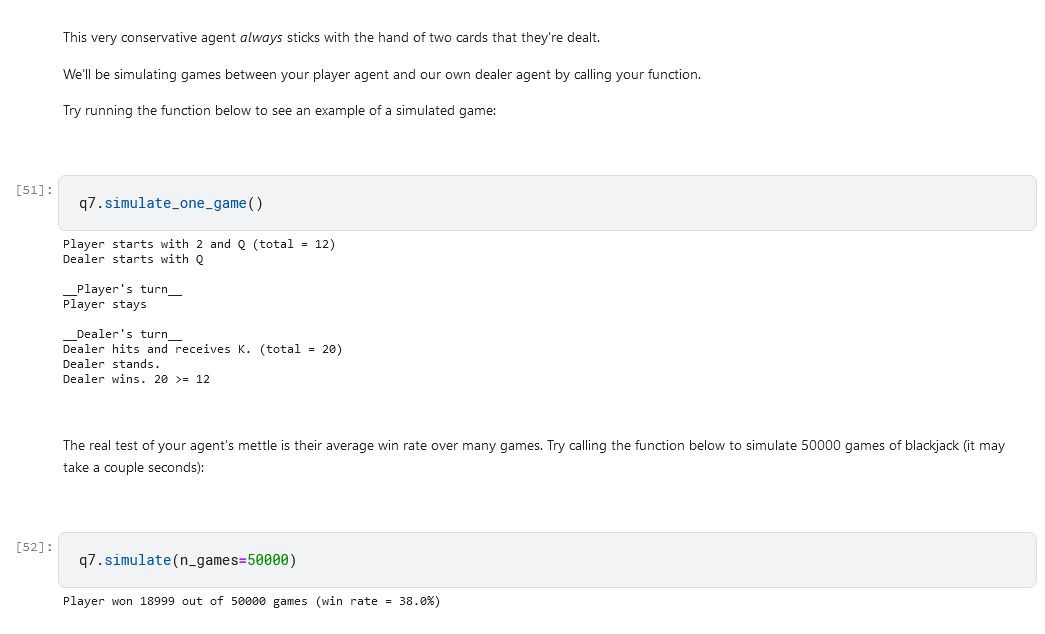 This very conservative agent always sticks with the hand of two cards that they're dealt.
We'll be simulating games between your player agent and our own dealer agent by calling your function.
Try running the function below to see an example of a simulated game:
[51]:
q7.simulate_one_game()
Player starts with 2 and Q (total = 12)
Dealer starts with Q
__Player's turn__
Player stays
__Dealer's turn__
Dealer hits and receives K. (total = 20)
Dealer stands.
Dealer wins. 20 >= 12
The real test of your agent's mettle is their average win rate over many games. Try calling the function below to simulate 50000 games of blackjack (it may
take a couple seconds):
[52]:
q7.simulate(n_games=50000)
Player won 18999 out of 50000 games (win rate = 38.0%)